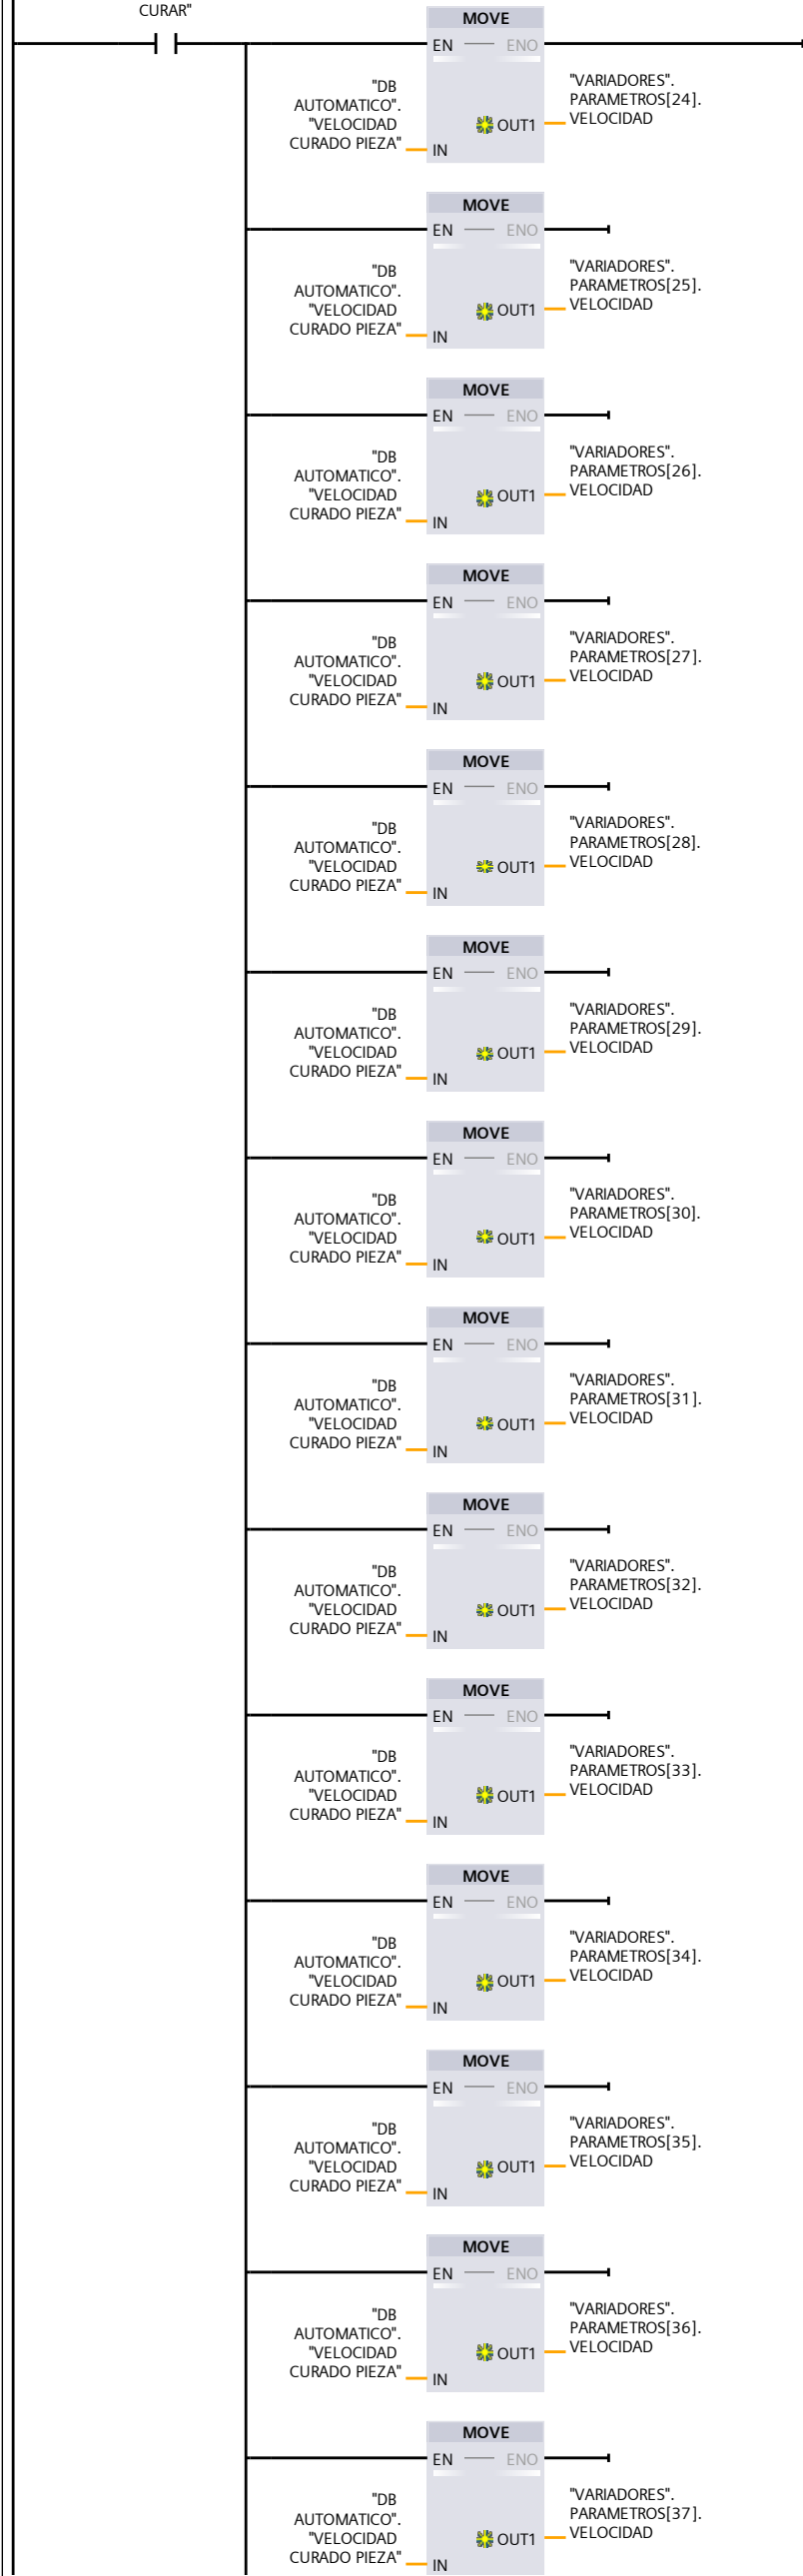 CURAR"
MOVE
EN
ENO
"DB
AUTOMATICO".
"VELOCIDAD
CURADO PIEZA"
IN
OUT1
"VARIADORES".
PARAMETROS[24].
VELOCIDAD
MOVE
EN
ENO
"DB
AUTOMATICO".
"VELOCIDAD
CURADO PIEZA"
IN
OUT1
"VARIADORES".
PARAMETROS[25].
VELOCIDAD
MOVE
EN
ENO
"DB
AUTOMATICO".
"VELOCIDAD
CURADO PIEZA"
IN
OUT1
"VARIADORES".
PARAMETROS[26].
VELOCIDAD
MOVE
EN
ENO
"DB
AUTOMATICO".
"VELOCIDAD
CURADO PIEZA"
IN
OUT1
"VARIADORES".
PARAMETROS[27].
VELOCIDAD
MOVE
EN
ENO
"DB
AUTOMATICO".
"VELOCIDAD
CURADO PIEZA"
IN
OUT1
"VARIADORES".
PARAMETROS[28].
VELOCIDAD
MOVE
EN
ENO
"DB
AUTOMATICO".
"VELOCIDAD
CURADO PIEZA"
IN
OUT1
"VARIADORES".
PARAMETROS[29].
VELOCIDAD
MOVE
EN
ENO
"DB
AUTOMATICO".
"VELOCIDAD
CURADO PIEZA"
IN
OUT1
"VARIADORES".
PARAMETROS[30].
VELOCIDAD
MOVE
EN
ENO
"DB
AUTOMATICO".
"VELOCIDAD
CURADO PIEZA"
IN
OUT1
"VARIADORES".
PARAMETROS[31].
VELOCIDAD
MOVE
EN
ENO
"DB
AUTOMATICO".
"VELOCIDAD
CURADO PIEZA"
IN
OUT1
"VARIADORES".
PARAMETROS[32].
VELOCIDAD
MOVE
EN
ENO
"DB
AUTOMATICO".
"VELOCIDAD
CURADO PIEZA"
IN
OUT1
"VARIADORES".
PARAMETROS[33].
VELOCIDAD
MOVE
EN
ENO
"DB
AUTOMATICO".
"VELOCIDAD
CURADO PIEZA"
IN
OUT1
"VARIADORES".
PARAMETROS[34].
VELOCIDAD
MOVE
EN
ENO
"DB
AUTOMATICO".
"VELOCIDAD
CURADO PIEZA"
IN
OUT1
"VARIADORES".
PARAMETROS[35].
VELOCIDAD
MOVE
EN
ENO
"DB
AUTOMATICO".
"VELOCIDAD
CURADO PIEZA"
IN
OUT1
"VARIADORES".
PARAMETROS[36].
VELOCIDAD
MOVE
EN
ENO
"DB
AUTOMATICO".
"VELOCIDAD
CURADO PIEZA"
IN
OUT1
"VARIADORES".
PARAMETROS[37].
VELOCIDAD